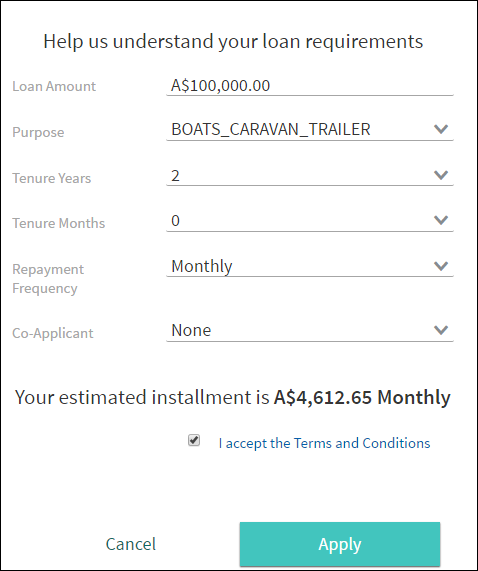 Help us understand your loan requirements
Loan Amount A$100,000.00
Purpose BOATS_CARAVAN_TRAILER
Tenure Years 2
Tenure Months 0
Repayment Monthly
Frequency
Co-Applicant None
Your estimated installment is A$4,612.65 Monthly
I accept the Terms and Conditions
Cancel Apply